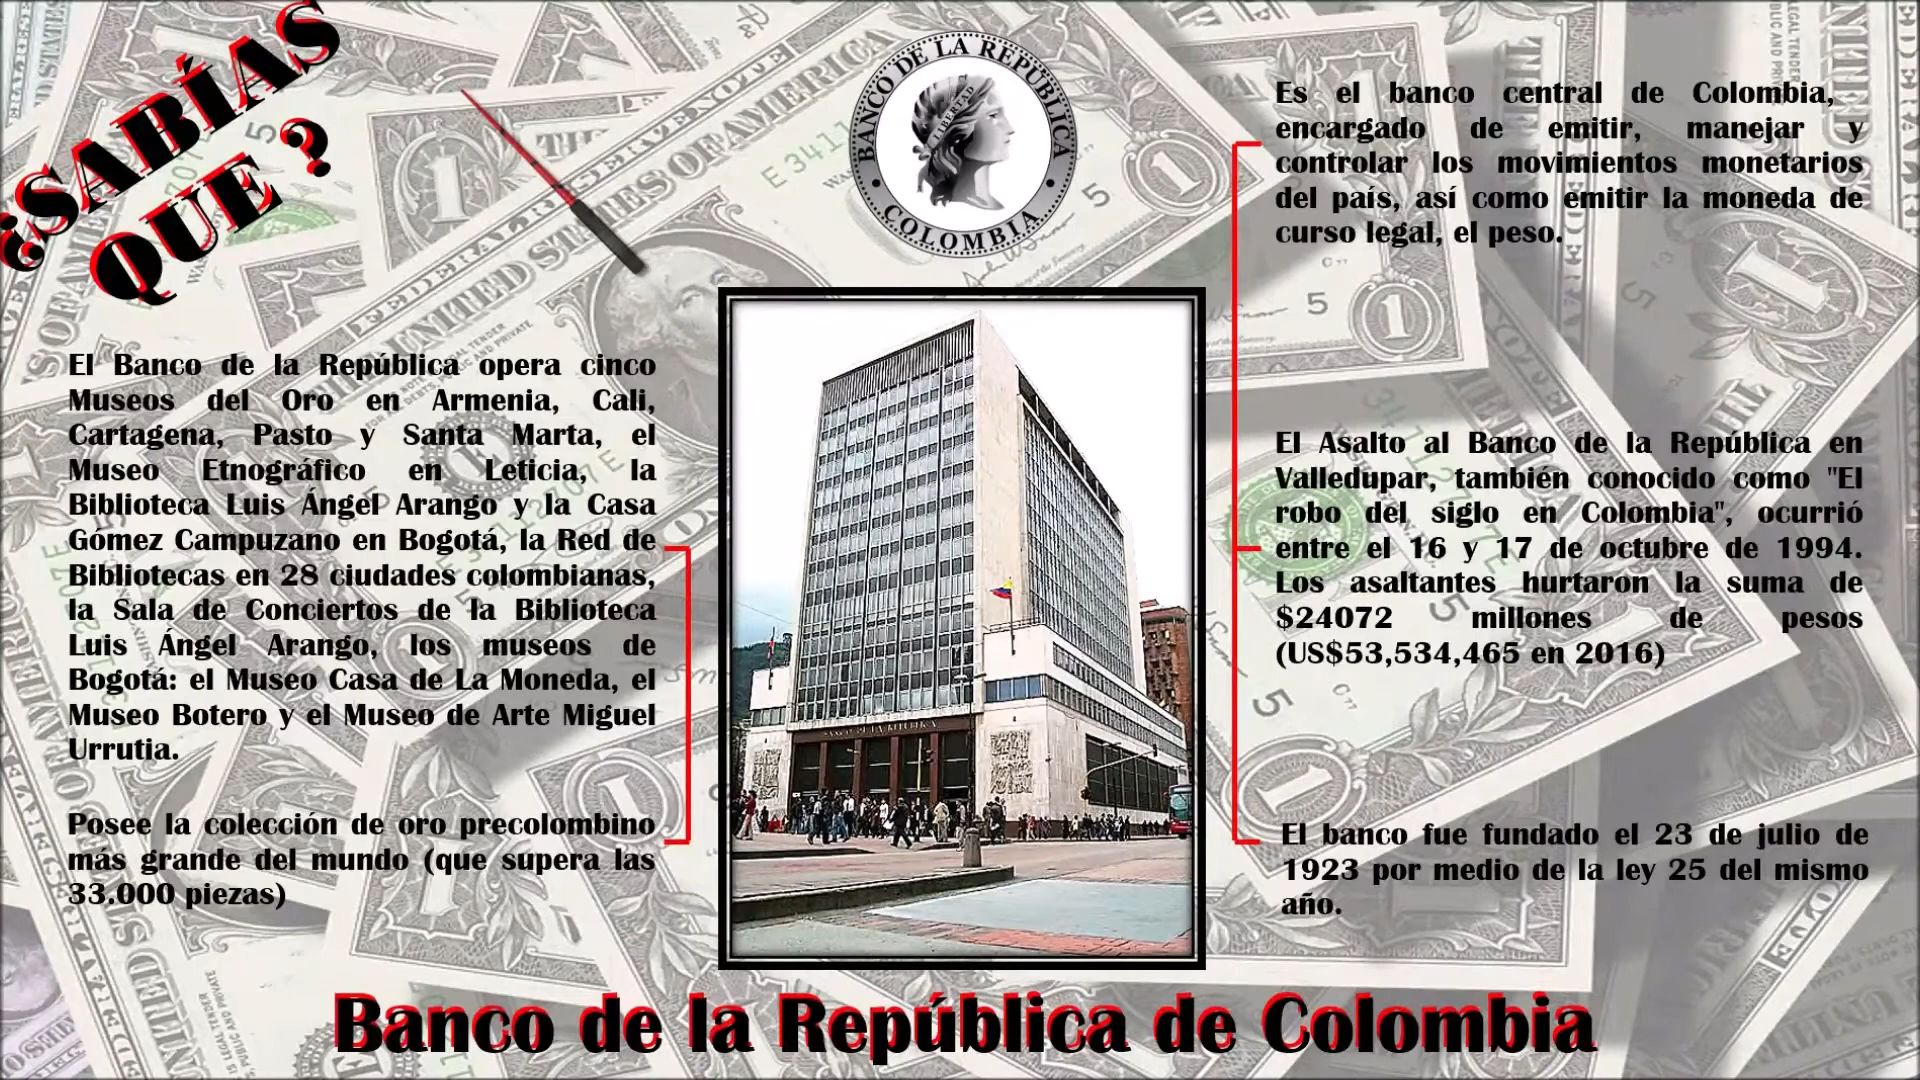 ¿SABÍAS
QUE ?
BANCO DE LA REPÚBLICA
COLOMBIA
LIBERTAD
El Banco de la República opera cinco
Museos del Oro en Armenia, Cali,
Cartagena, Pasto y Santa Marta, el
Museo Etnográfico en Leticia, la
Biblioteca Luis Ángel Arango y la Casa
Gómez Campuzano en Bogotá, la Red de
Bibliotecas en 28 ciudades colombianas,
la Sala de Conciertos de la Biblioteca
Luis Ángel Arango, los museos de
Bogotá: el Museo Casa de La Moneda, el
Museo Botero y el Museo de Arte Miguel
Urrutia.
Posee la colección de oro precolombino
más grande del mundo (que supera las
33.000 piezas)
Es el banco central de Colombia,
encargado de emitir, manejar y
controlar los movimientos monetarios
del país, así como emitir la moneda de
curso legal, el peso.
El Asalto al Banco de la República en
Valledupar, también conocido como "El
robo del siglo en Colombia", ocurrió
entre el 16 y 17 de octubre de 1994.
Los asaltantes hurtaron la suma de
$24072 millones de pesos
(US$53,534,465 en 2016)
El banco fue fundado el 23 de julio de
1923 por medio de la ley 25 del mismo
año.
Banco de la República de Colombia